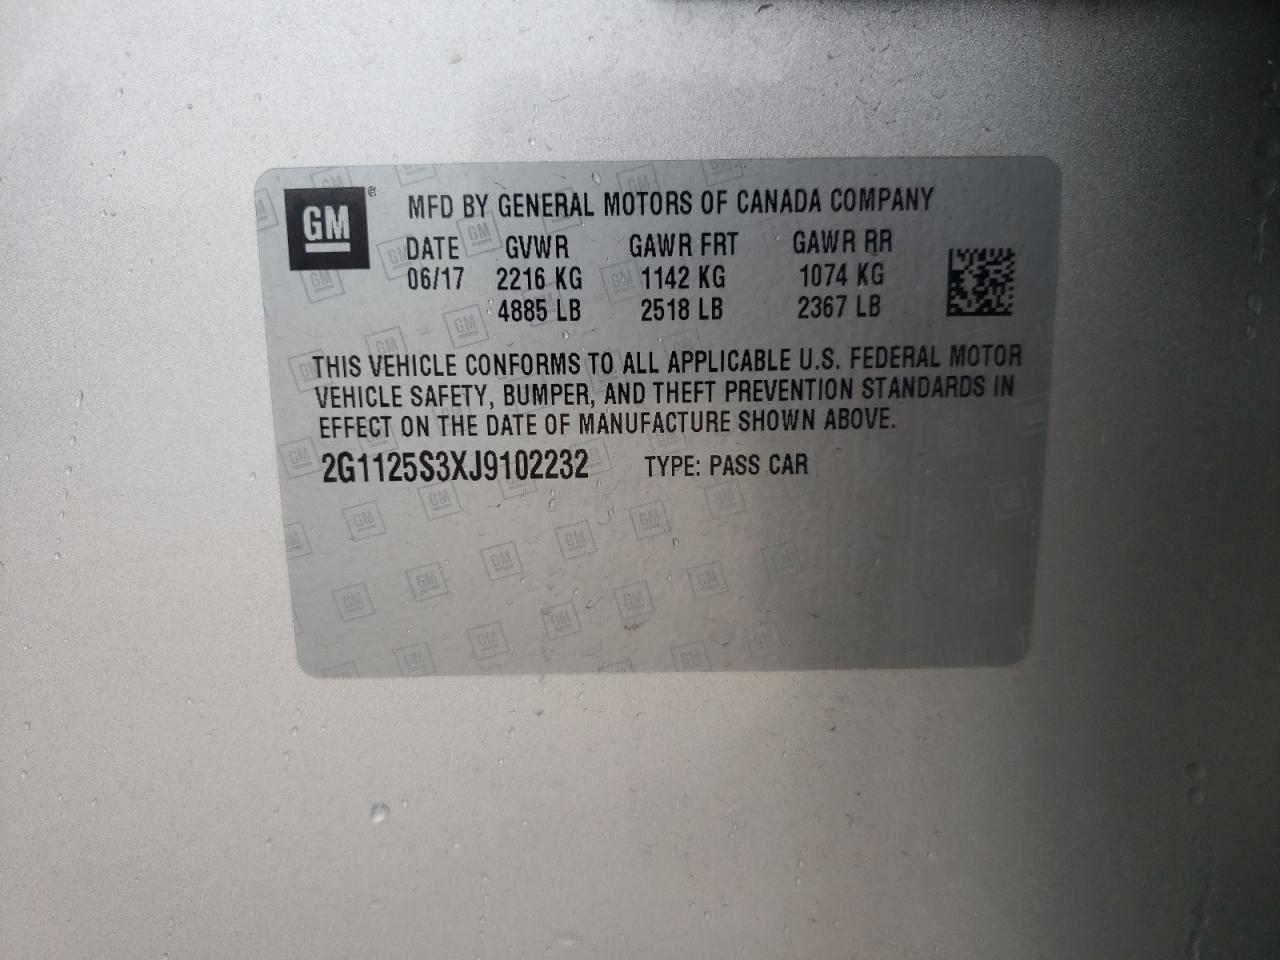 GM ®
MFD BY GENERAL MOTORS OF CANADA COMPANY
DATE GVWR GAWR FRT GAWR RR
06/17 2216 KG 1142 KG 1074 KG
4885 LB 2518 LB 2367 LB
THIS VEHICLE CONFORMS TO ALL APPLICABLE U.S. FEDERAL MOTOR
VEHICLE SAFETY, BUMPER, AND THEFT PREVENTION STANDARDS IN
EFFECT ON THE DATE OF MANUFACTURE SHOWN ABOVE.
2G1125S3XJ9102232 TYPE: PASS CAR